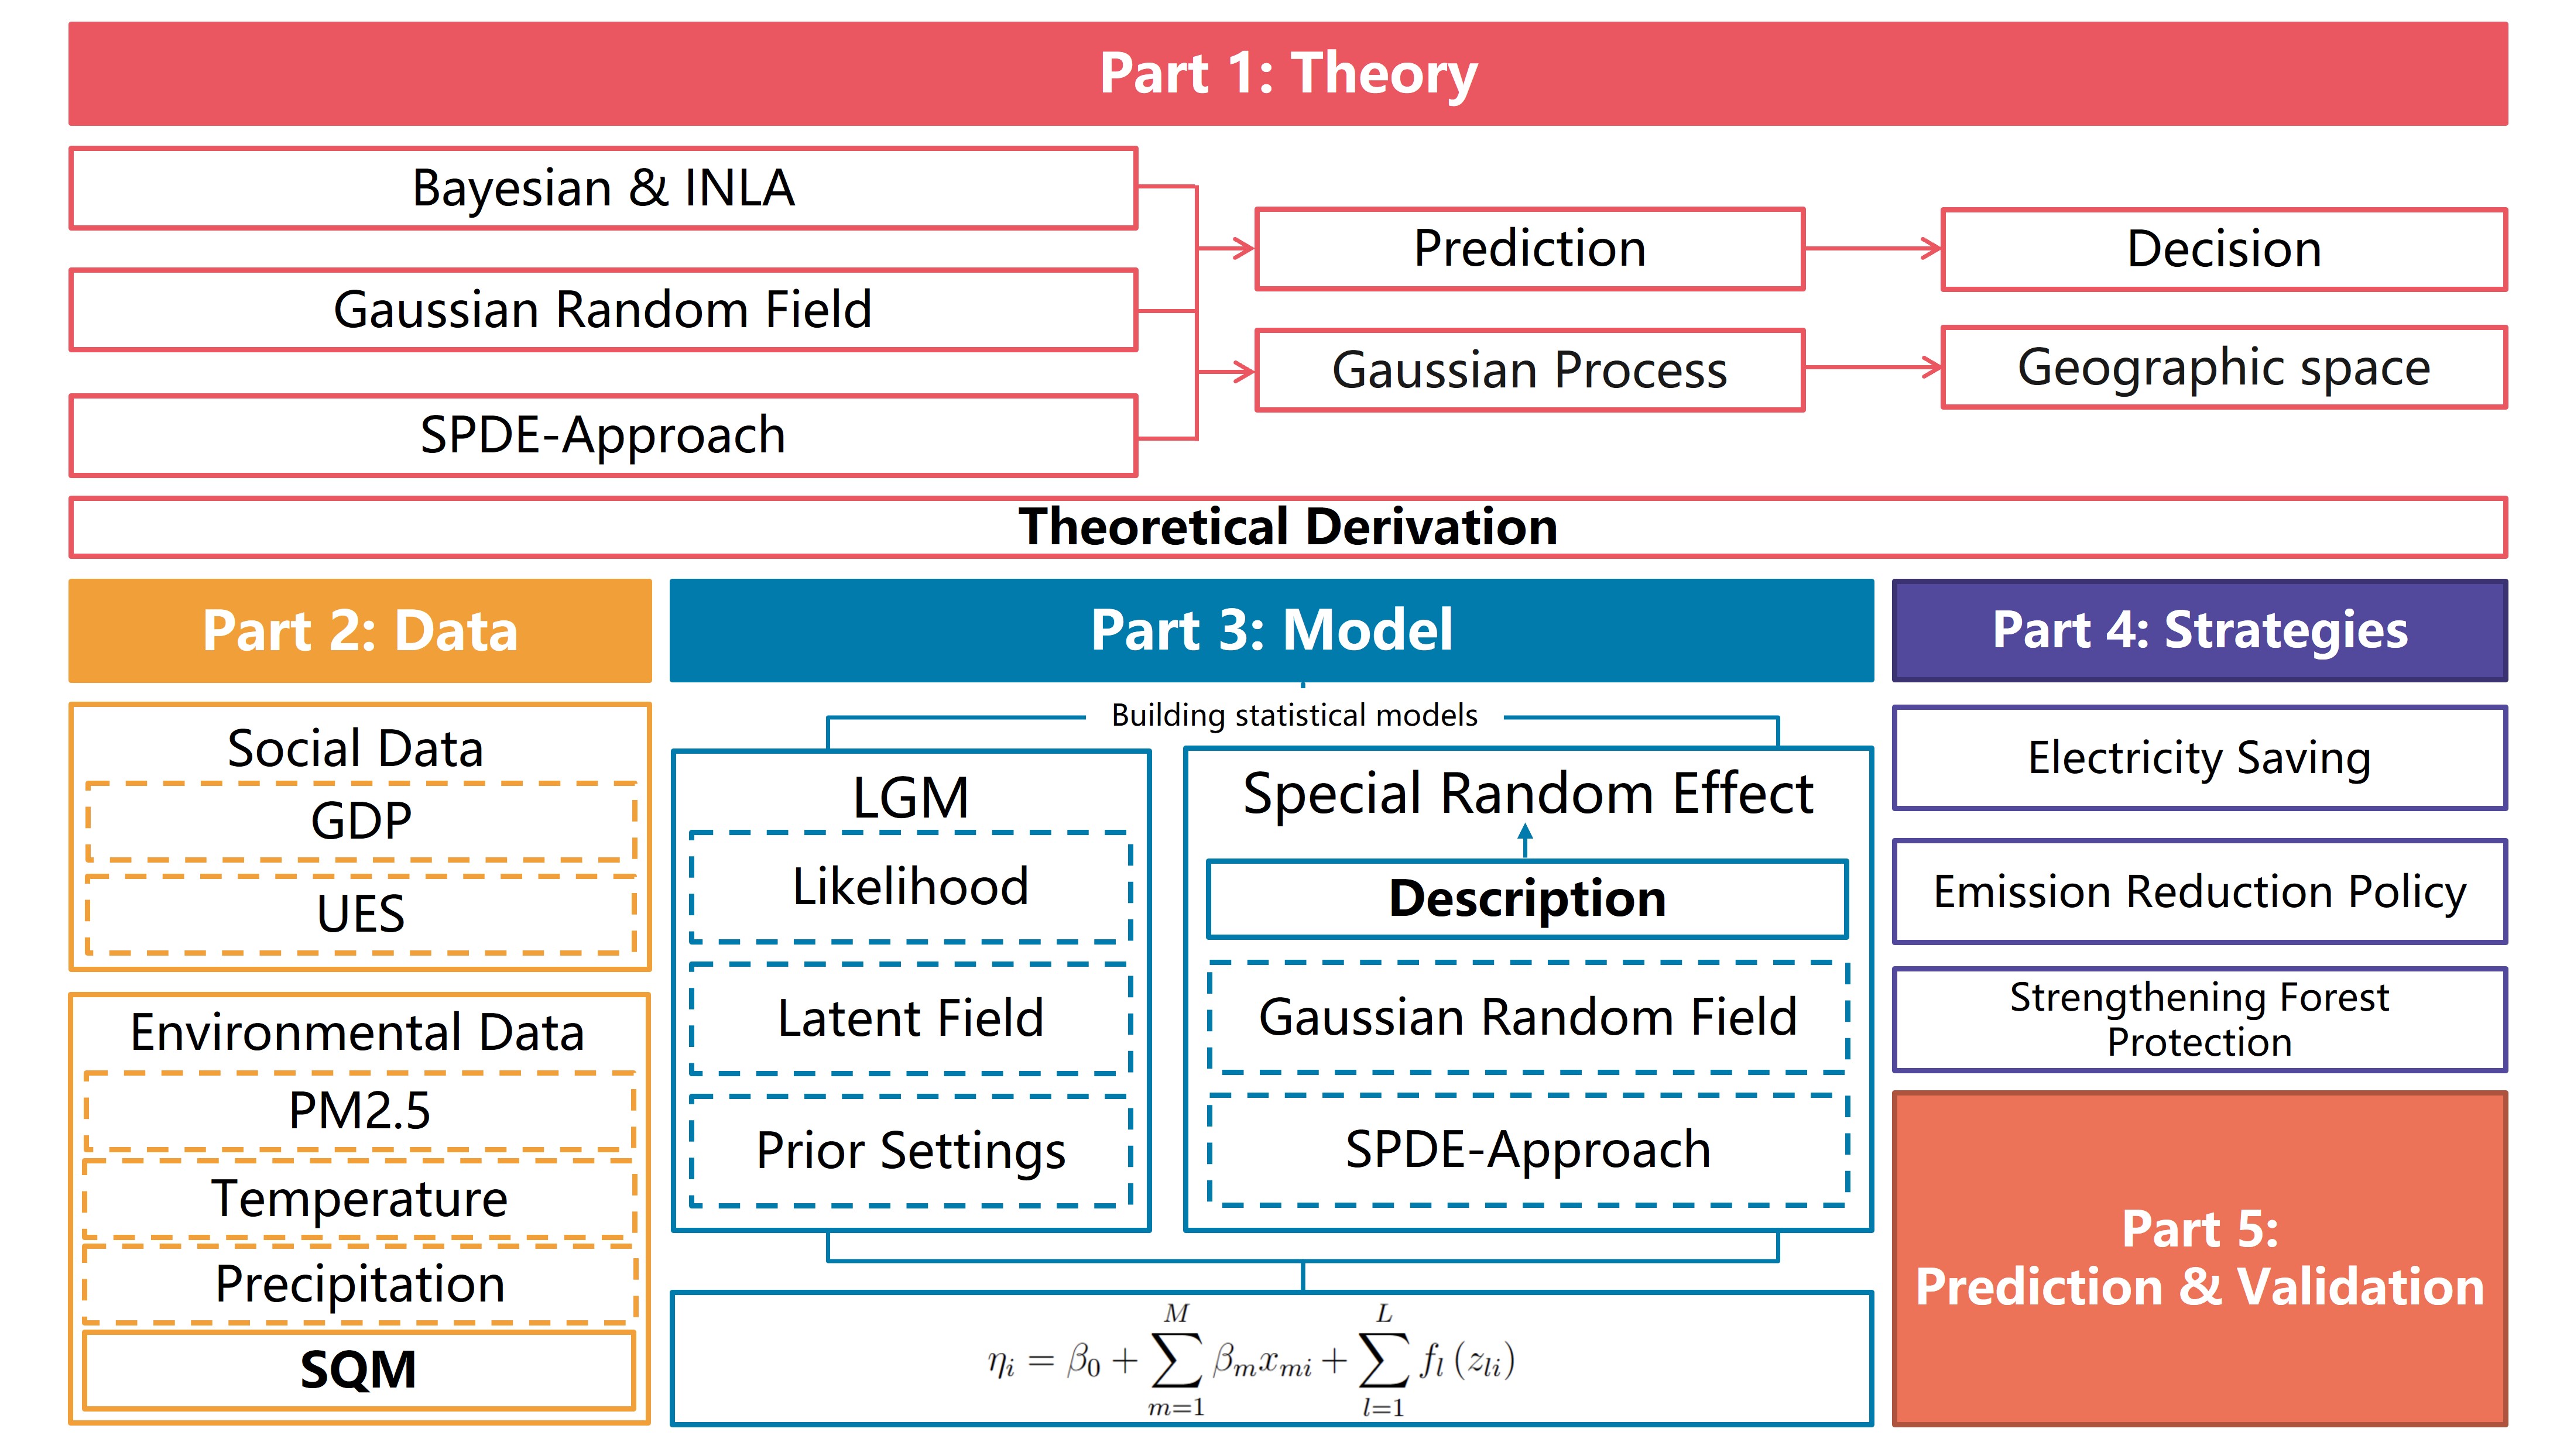 Part 1: Theory
Bayesian & INLA
Gaussian Random Field
SPDE-Approach
Prediction
Decision
Gaussian Process
Geographic space
Theoretical Derivation
Part 2: Data
Social Data
GDP
UES
Environmental Data
PM2.5
Temperature
Precipitation
SQM
Part 3: Model
Building statistical models
LGM
Likelihood
Latent Field
Prior Settings
Special Random Effect
Description
Gaussian Random Field
SPDE-Approach
$\eta_i = \beta_0 + \sum_{m=1}^{M} \beta_m x_{mi} + \sum_{l=1}^{L} f_l \left(z_{li}\right)$
Part 4: Strategies
Electricity Saving
Emission Reduction Policy
Strengthening Forest
Protection
Part 5:
Prediction & Validation